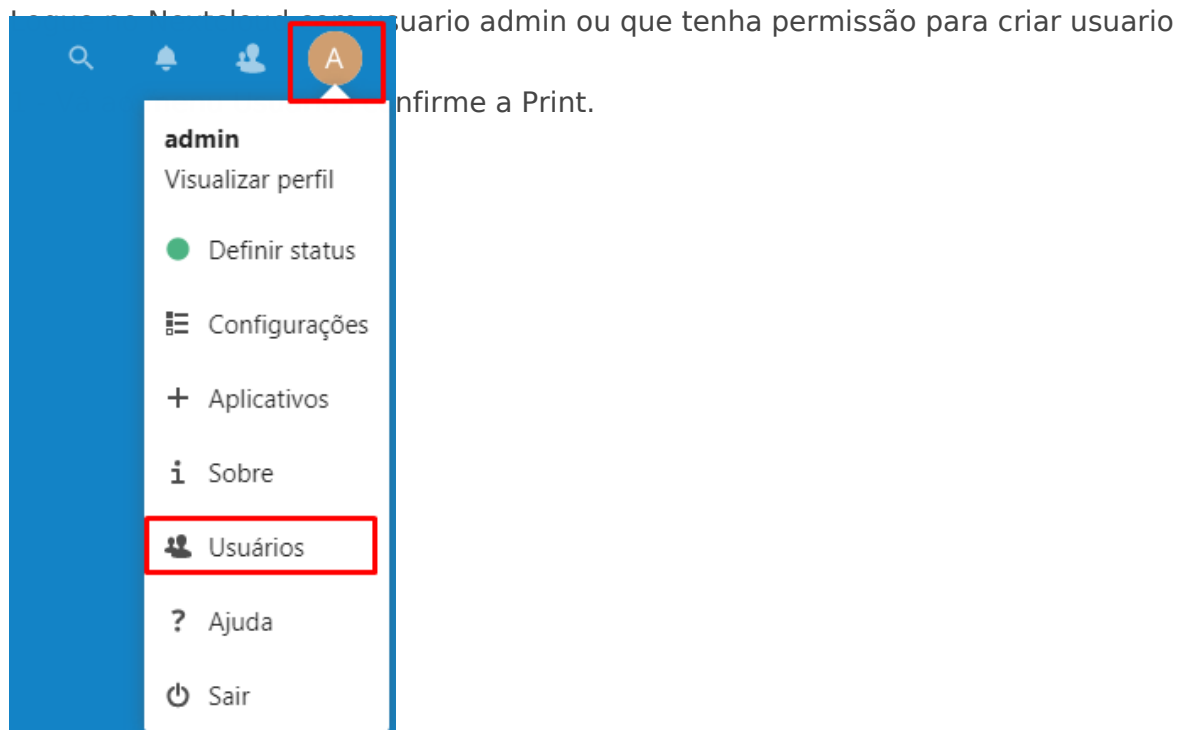 usuario admin ou que tenha permissão para criar usuario
A
nfirme a Print.
admin
Visualizar perfil
Definir status
Configurações
Aplicativos
Sobre
Usuários
Ajuda
Sair